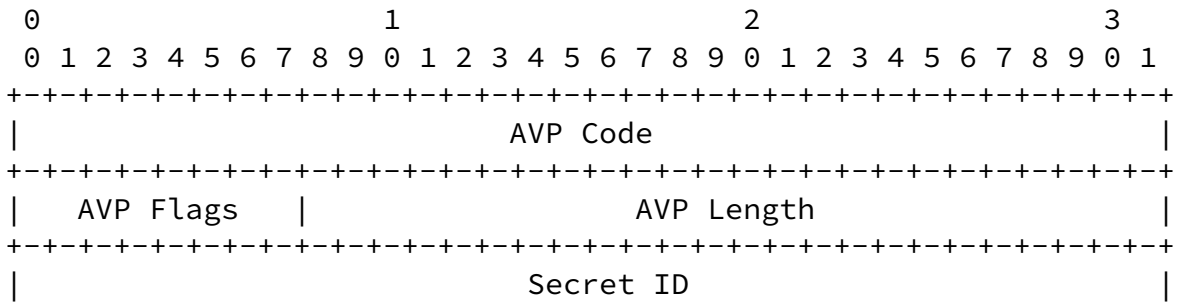 0                   1                   2                   3
 0 1 2 3 4 5 6 7 8 9 0 1 2 3 4 5 6 7 8 9 0 1 2 3 4 5 6 7 8 9 0 1
+-+-+-+-+-+-+-+-+-+-+-+-+-+-+-+-+-+-+-+-+-+-+-+-+-+-+-+-+-+-+-+-+
|                           AVP Code                            |
+-+-+-+-+-+-+-+-+-+-+-+-+-+-+-+-+-+-+-+-+-+-+-+-+-+-+-+-+-+-+-+-+
|   AVP Flags   |                  AVP Length                   |
+-+-+-+-+-+-+-+-+-+-+-+-+-+-+-+-+-+-+-+-+-+-+-+-+-+-+-+-+-+-+-+-+
|                            Secret ID                          |